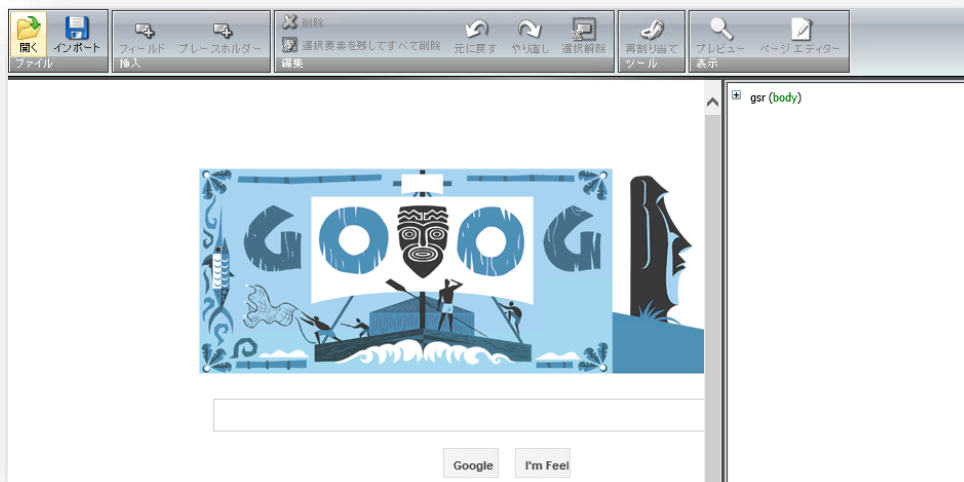 開く インポート
ファイル
フィールド プレースホルダー
挿入
削除
選択要素を残してすべて削除
元に戻す やり直し 選択解除
編集
再割り当て
ツール
プレビュー ページ エディター
表示
gsr (body)
GOOG
Google I'm Feel